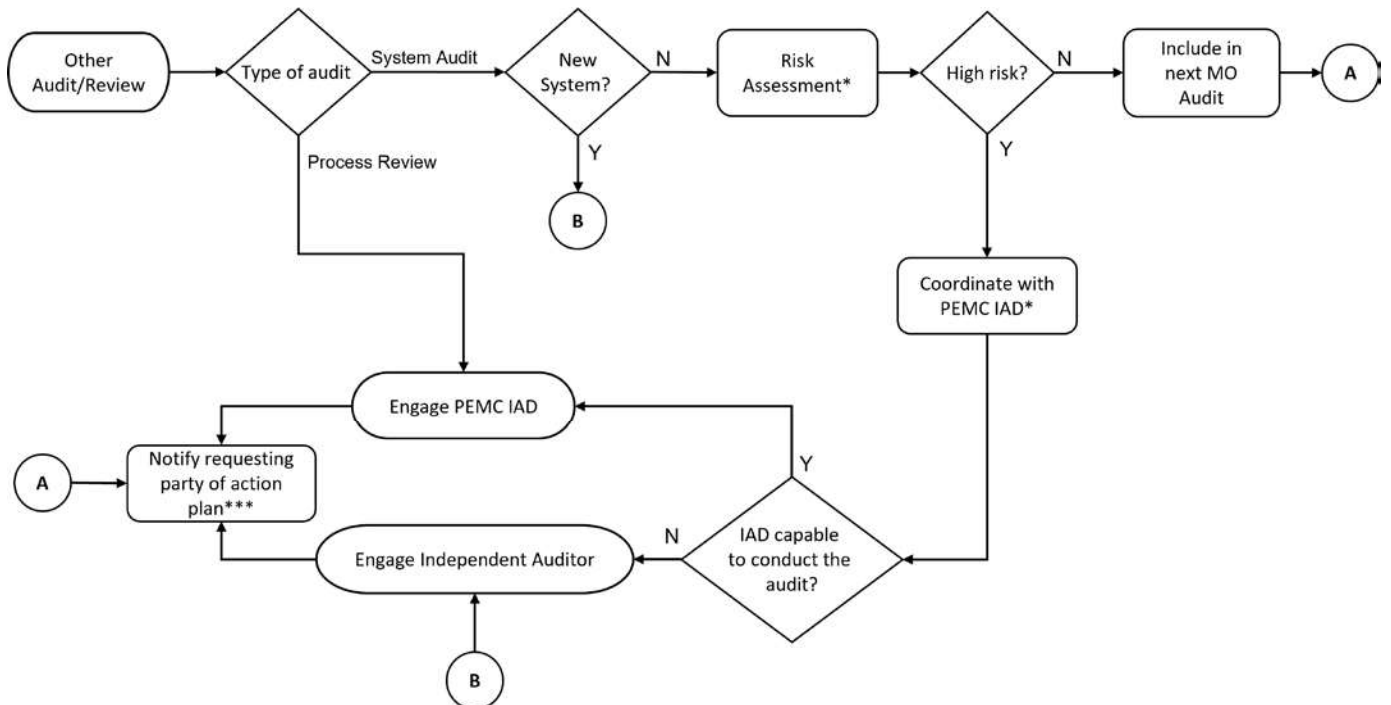 Other
Audit/Review
Type of audit
System Audit
New
System?
N
Risk
Assessment*
High risk?
N
Include in
next MO
Audit
A
Process Review
Y
B
Y
Coordinate with
PEMC IAD*
Engage PEMC IAD
A
Notify requesting
party of action
plan***
Y
N
IAD capable
to conduct the
audit?
Engage Independent Auditor
B